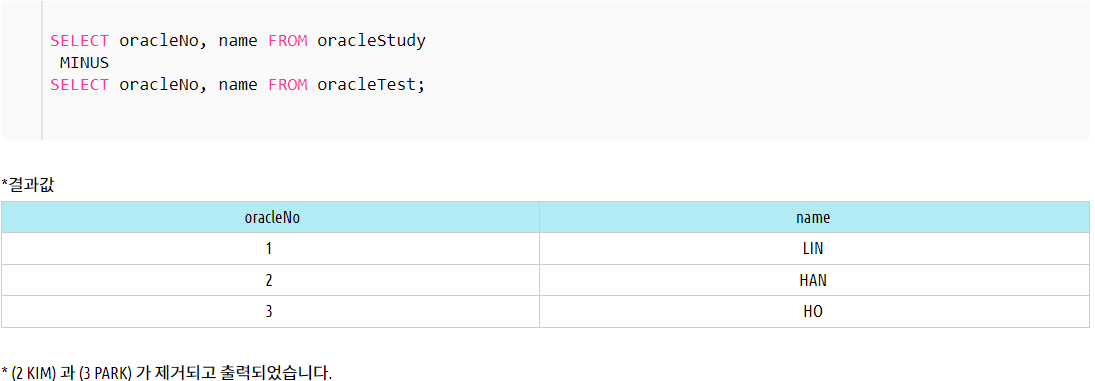 SELECT oracleNo, name FROM oracleStudy
MINUS
SELECT oracleNo, name FROM oracleTest;
*결과값
oracleNo name
1 LIN
2 HAN
3 HO
* (2 KIM) 과 (3 PARK) 가 제거되고 출력되었습니다.